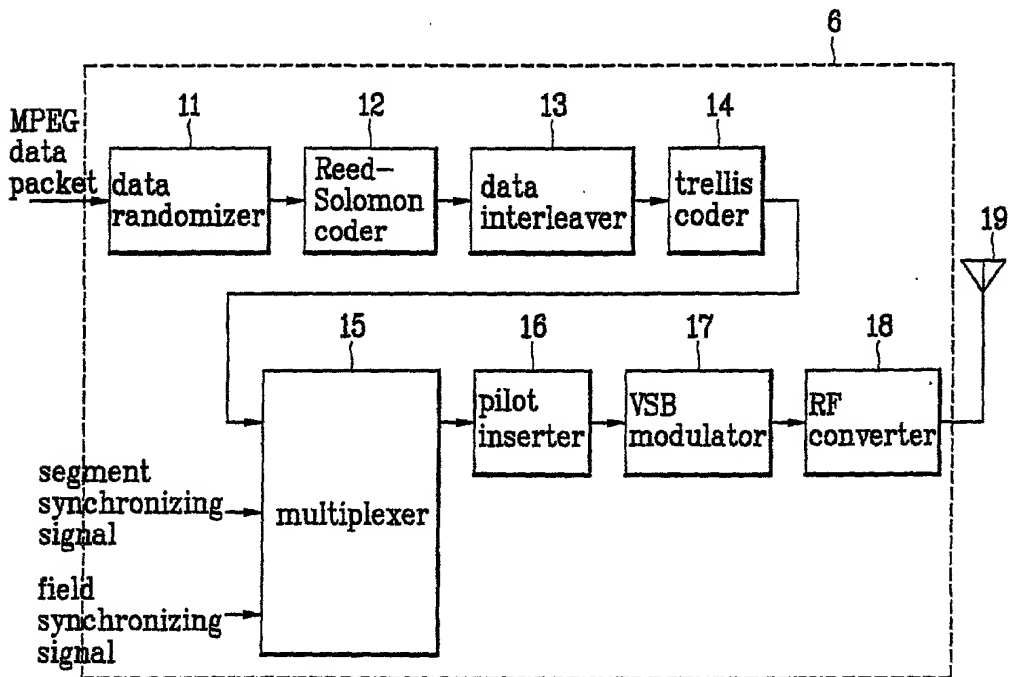 6
11
12
13
14
MPEG
data
packet
data
randomizer
Reed-
Solomon
coder
data
interleaver
trellis
coder
19
15
16
17
18
multiplexer
pilot
inserter
VSB
modulator
RF
converter
segment
synchronizing
signal
field
synchronizing
signal